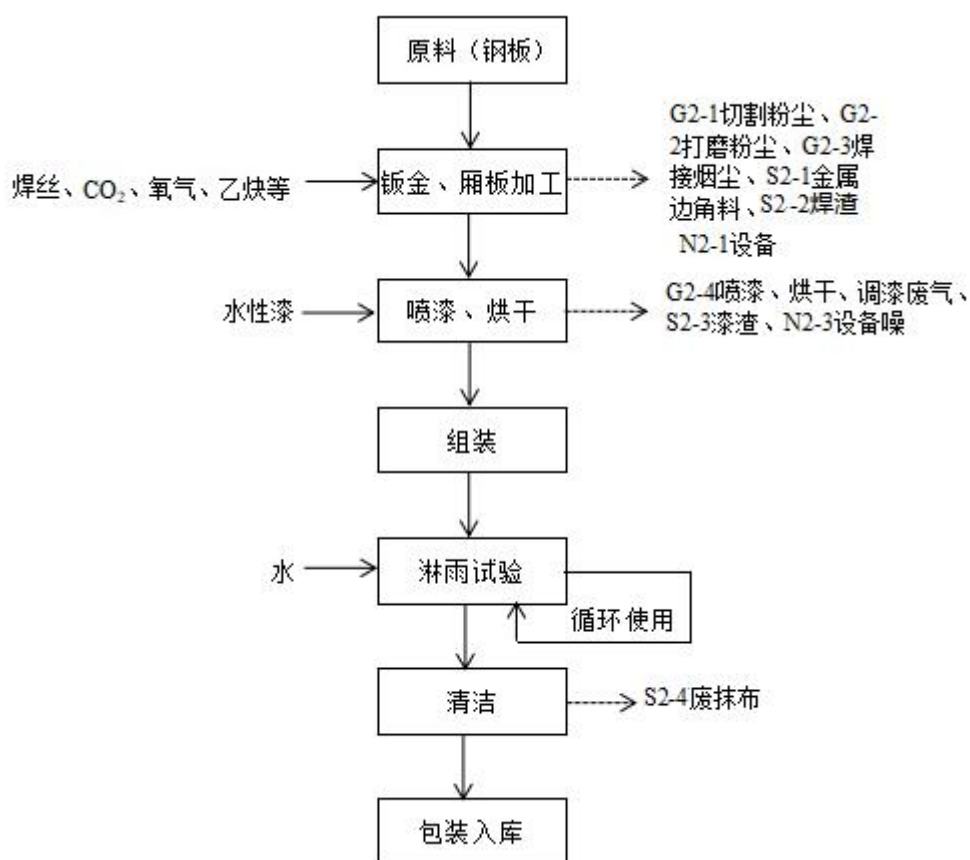 原料（钢板）
G2-1切割粉尘、G2-
2打磨粉尘、G2-3焊
接烟尘、S2-1金属
边角料、S2-2焊渣
N2-1设备
焊丝、CO₂、氧气、乙炔等
钣金、厢板加工
水性漆
喷漆、烘干
G2-4喷漆、烘干、调漆废气、
S2-3漆渣、N2-3设备噪
组装
水
淋雨试验
循环使用
清洁
S2-4废抹布
包装入库